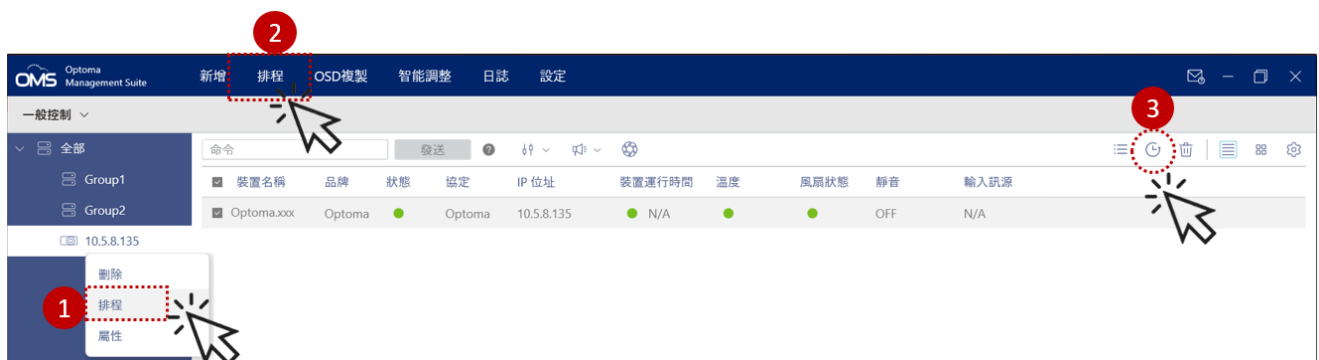 2
OMS Optoma Management Suite 新增 排程 OSD複製 智能調整 日誌 設定
3
一般控制
全部 命令 發送 ?
Group1 裝置名稱 品牌 狀態 協定 IP 位址 裝置運行時間 溫度 風扇狀態 靜音 輸入訊源
Group2 Optoma.xxx Optoma Optoma 10.5.8.135 N/A OFF N/A
10.5.8.135
刪除
1 排程
屬性